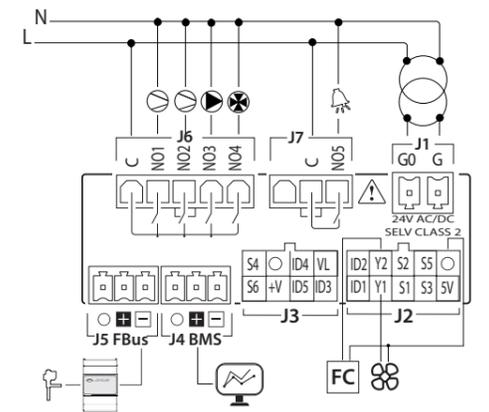 N
L
J6
J7
J1
C
NO1
NO2
NO3
NO4
C
NO5
G0 G
24V AC/DC
SELV CLASS 2
S4 ID4 VL
S6 +V ID5 ID3
J3
ID2 Y2 S2 S5
ID1 Y1 S1 S3 5V
J2
+ −
J5 FBus
+ −
J4 BMS
FC